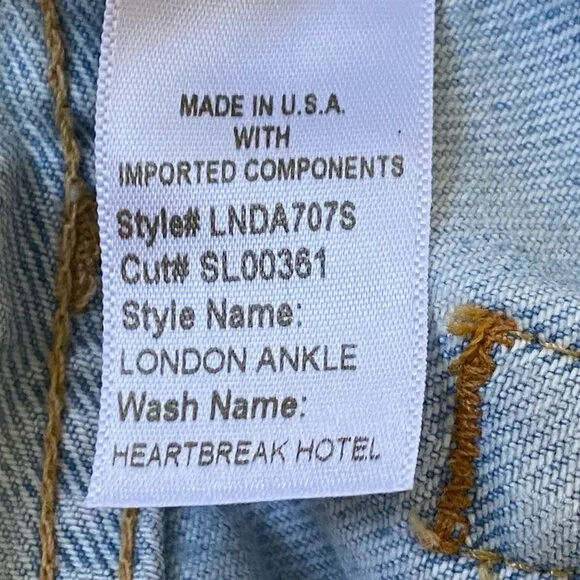 MADE IN U.S.A.
WITH
IMPORTED COMPONENTS
Style# LNDA707S
Cut# SL00361
Style Name:
LONDON ANKLE
Wash Name:
HEARTBREAK HOTEL